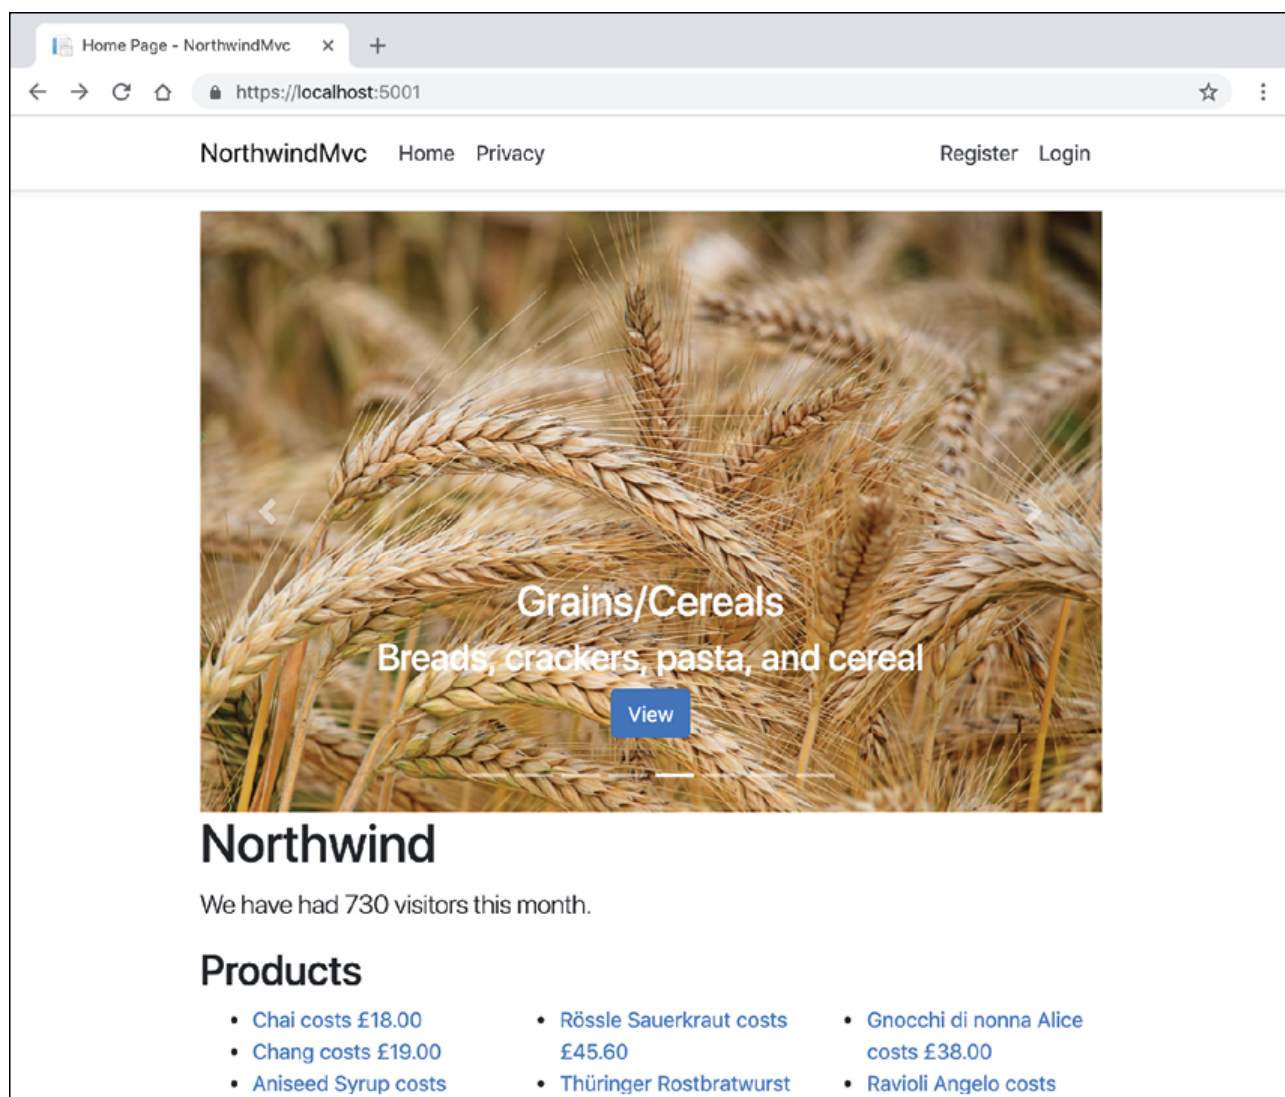 Home Page - NorthwindMvc
https://localhost:5001
NorthwindMvc Home Privacy Register Login
Grains/Cereals
Breads, crackers, pasta, and cereal
View
Northwind
We have had 730 visitors this month.
Products
Chai costs £18.00
Chang costs £19.00
Aniseed Syrup costs
Rössle Sauerkraut costs
£45.60
Thüringer Rostbratwurst
Gnocchi di nonna Alice
costs £38.00
Ravioli Angelo costs